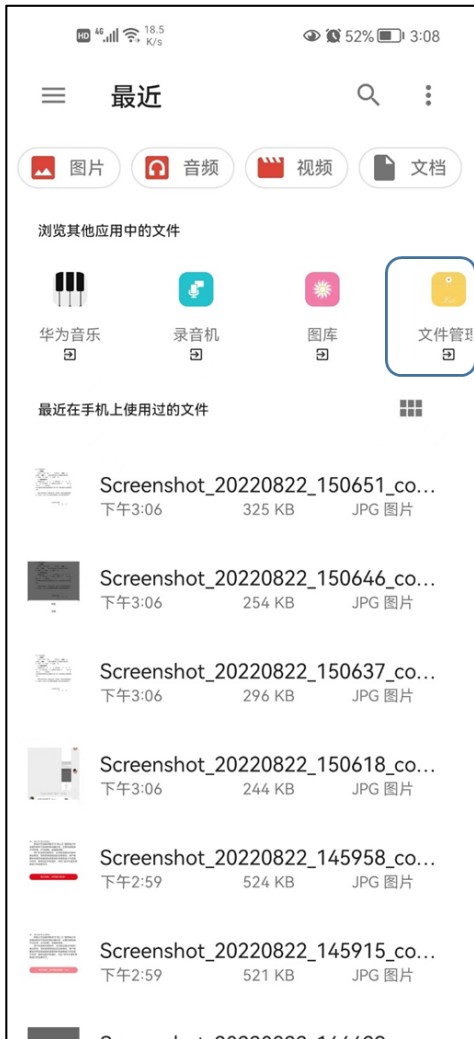 HD 4G 18.5 K/s 52% 3:08
最近
图片 音频 视频 文档
浏览其他应用中的文件
华为音乐 录音机 图库 文件管理
最近在手机上使用过的文件
Screenshot_20220822_150651_co...
下午3:06 325 KB JPG 图片
Screenshot_20220822_150646_co...
下午3:06 254 KB JPG 图片
Screenshot_20220822_150637_co...
下午3:06 296 KB JPG 图片
Screenshot_20220822_150618_co...
下午3:06 244 KB JPG 图片
Screenshot_20220822_145958_co...
下午2:59 524 KB JPG 图片
Screenshot_20220822_145915_co...
下午2:59 521 KB JPG 图片